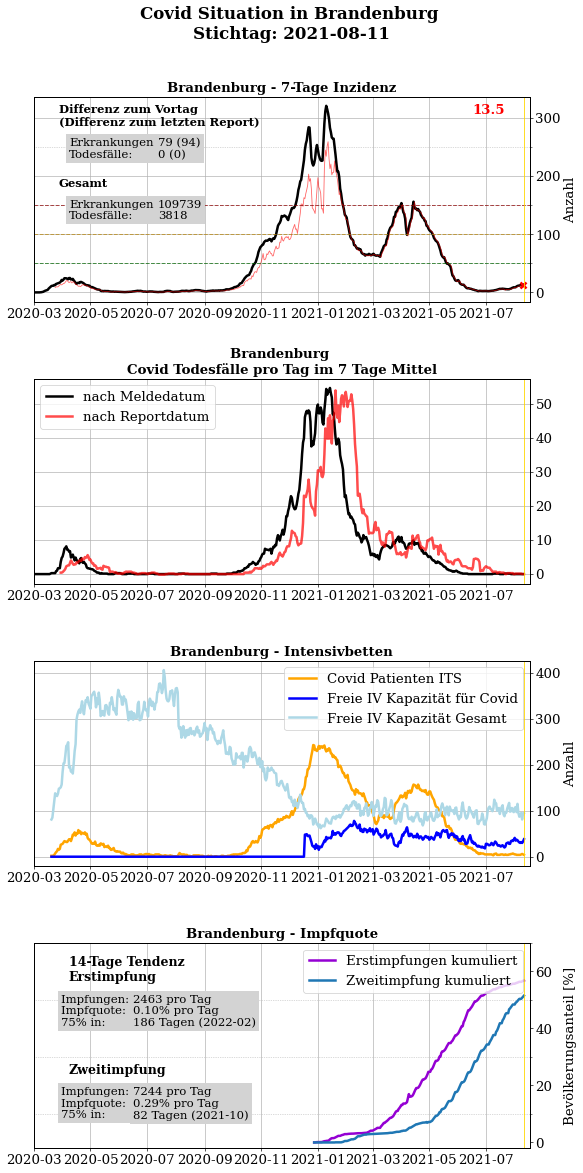 Covid Situation in Brandenburg
Stichtag: 2021-08-11
Brandenburg - 7-Tage Inzidenz
Differenz zum Vortag
(Differenz zum letzten Report)
Erkrankungen 79 (94)
Todesfälle: 0 (0)
Gesamt
Erkrankungen 109739
Todesfälle: 3818
13.5
300
200
100
0
Anzahl
2020-03 2020-05 2020-07 2020-09 2020-11 2021-01 2021-03 2021-05 2021-07
Brandenburg
Covid Todesfälle pro Tag im 7 Tage Mittel
nach Meldedatum
nach Reportdatum
50
40
30
20
10
0
2020-03 2020-05 2020-07 2020-09 2020-11 2021-01 2021-03 2021-05 2021-07
Brandenburg - Intensivbetten
Covid Patienten ITS
Freie IV Kapazität für Covid
Freie IV Kapazität Gesamt
400
300
200
100
0
Anzahl
2020-03 2020-05 2020-07 2020-09 2020-11 2021-01 2021-03 2021-05 2021-07
Brandenburg - Impfquote
14-Tage Tendenz
Erstimpfung
Impfungen: 2463 pro Tag
Impfquote: 0.10% pro Tag
75% in: 186 Tagen (2022-02)
Zweitimpfung
Impfungen: 7244 pro Tag
Impfquote: 0.29% pro Tag
75% in: 82 Tagen (2021-10)
Erstimpfungen kumuliert
Zweitimpfung kumuliert
60
40
20
0
Bevölkerungsanteil [%]
2020-03 2020-05 2020-07 2020-09 2020-11 2021-01 2021-03 2021-05 2021-07